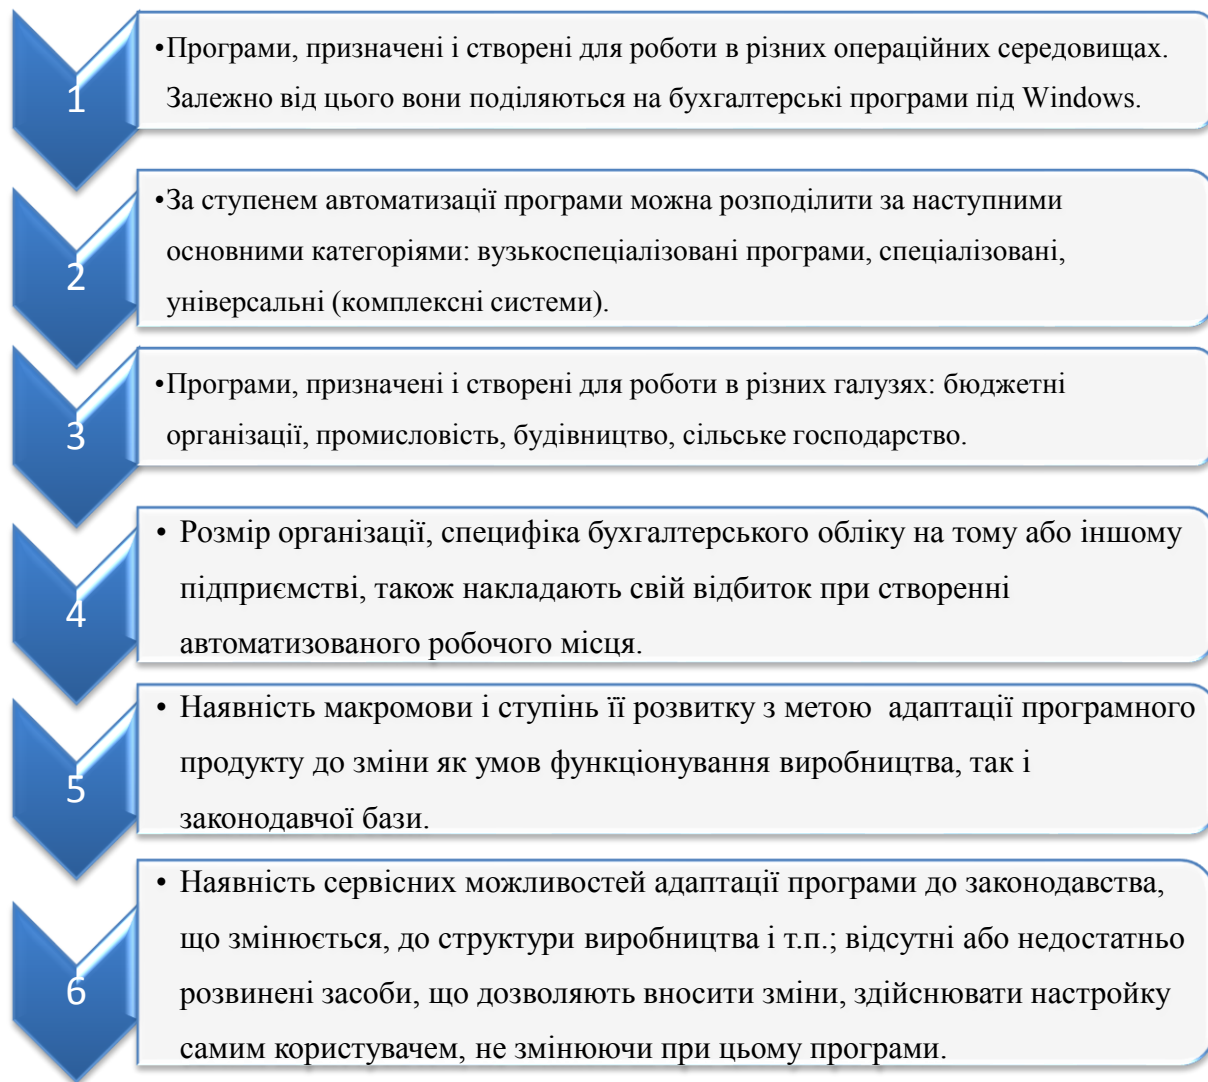 1
•Програми, призначені і створені для роботи в різних операційних середовищах.
Залежно від цього вони поділяються на бухгалтерські програми під Windows.
2
•За ступенем автоматизації програми можна розподілити за наступними
основними категоріями: вузькоспеціалізовані програми, спеціалізовані,
універсальні (комплексні системи).
3
•Програми, призначені і створені для роботи в різних галузях: бюджетні
організації, промисловість, будівництво, сільське господарство.
4
• Розмір організації, специфіка бухгалтерського обліку на тому або іншому
підприємстві, також накладають свій відбиток при створенні
автоматизованого робочого місця.
5
• Наявність макромови і ступінь її розвитку з метою  адаптації програмного
продукту до зміни як умов функціонування виробництва, так і
законодавчої бази.
6
• Наявність сервісних можливостей адаптації програми до законодавства,
що змінюється, до структури виробництва і т.п.; відсутні або недостатньо
розвинені засоби, що дозволяють вносити зміни, здійснювати настройку
самим користувачем, не змінюючи при цьому програми.